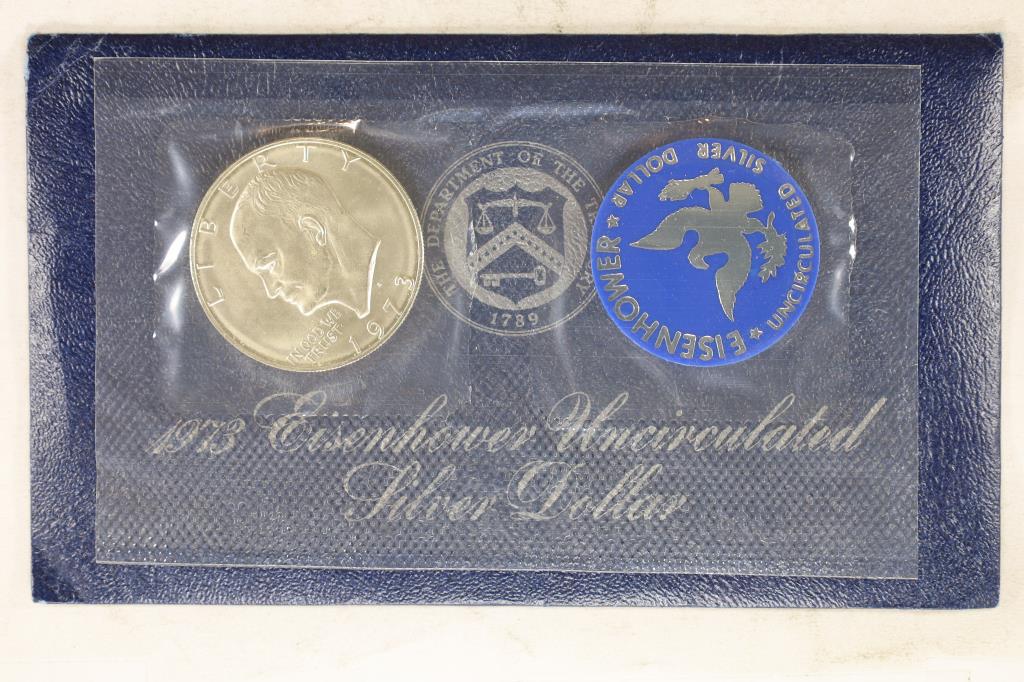 LIBERTY
IN GOD WE
TRUST
1973
THE DEPARTMENT OF THE TREASURY
1789
EISENHOWER ★ UNCIRCULATED SILVER DOLLAR ★
1973 Eisenhower Uncirculated
Silver Dollar